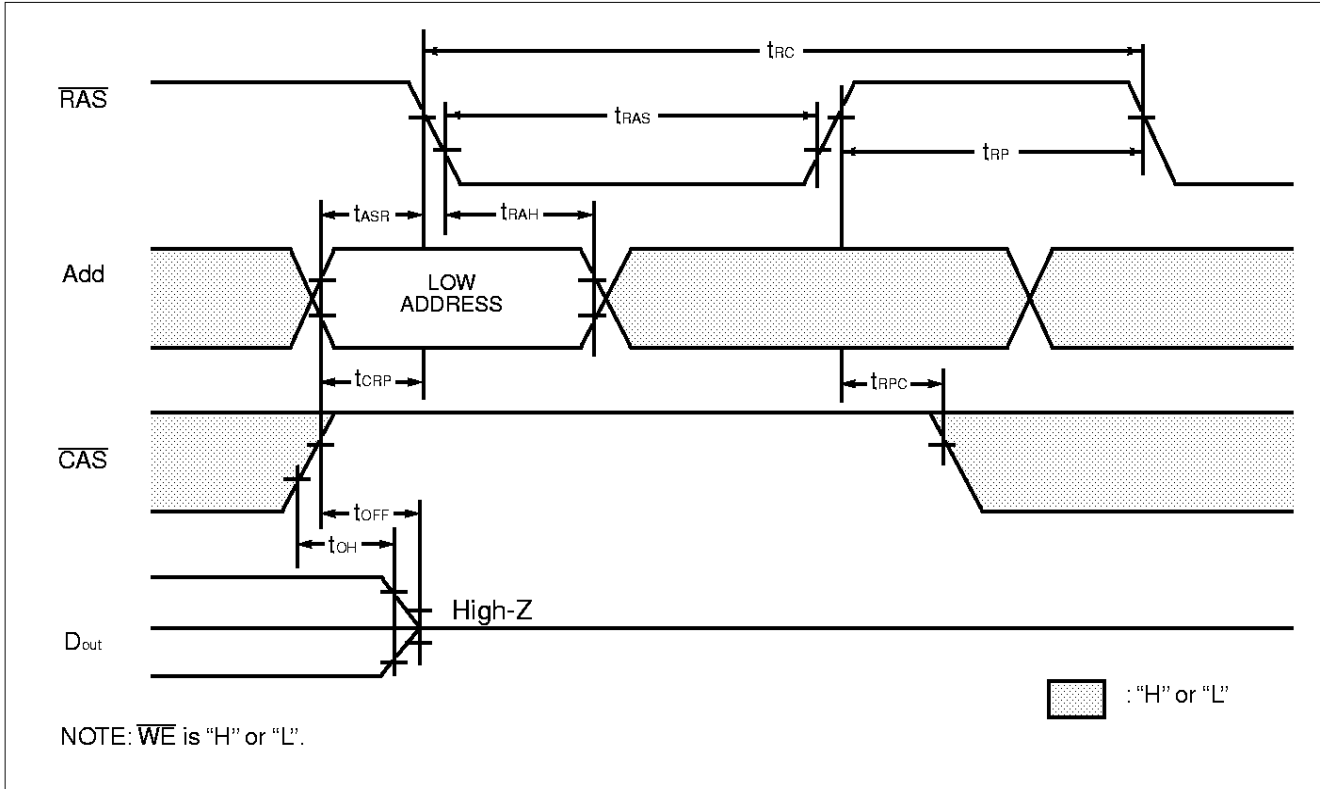 tRC
RAS
tRAS
tRP
tASR
tRAH
Add
LOW
ADDRESS
tCRP
tRPC
CAS
tOFF
tOH
High-Z
Dout
: “H” or “L”
NOTE: WE is “H” or “L”.